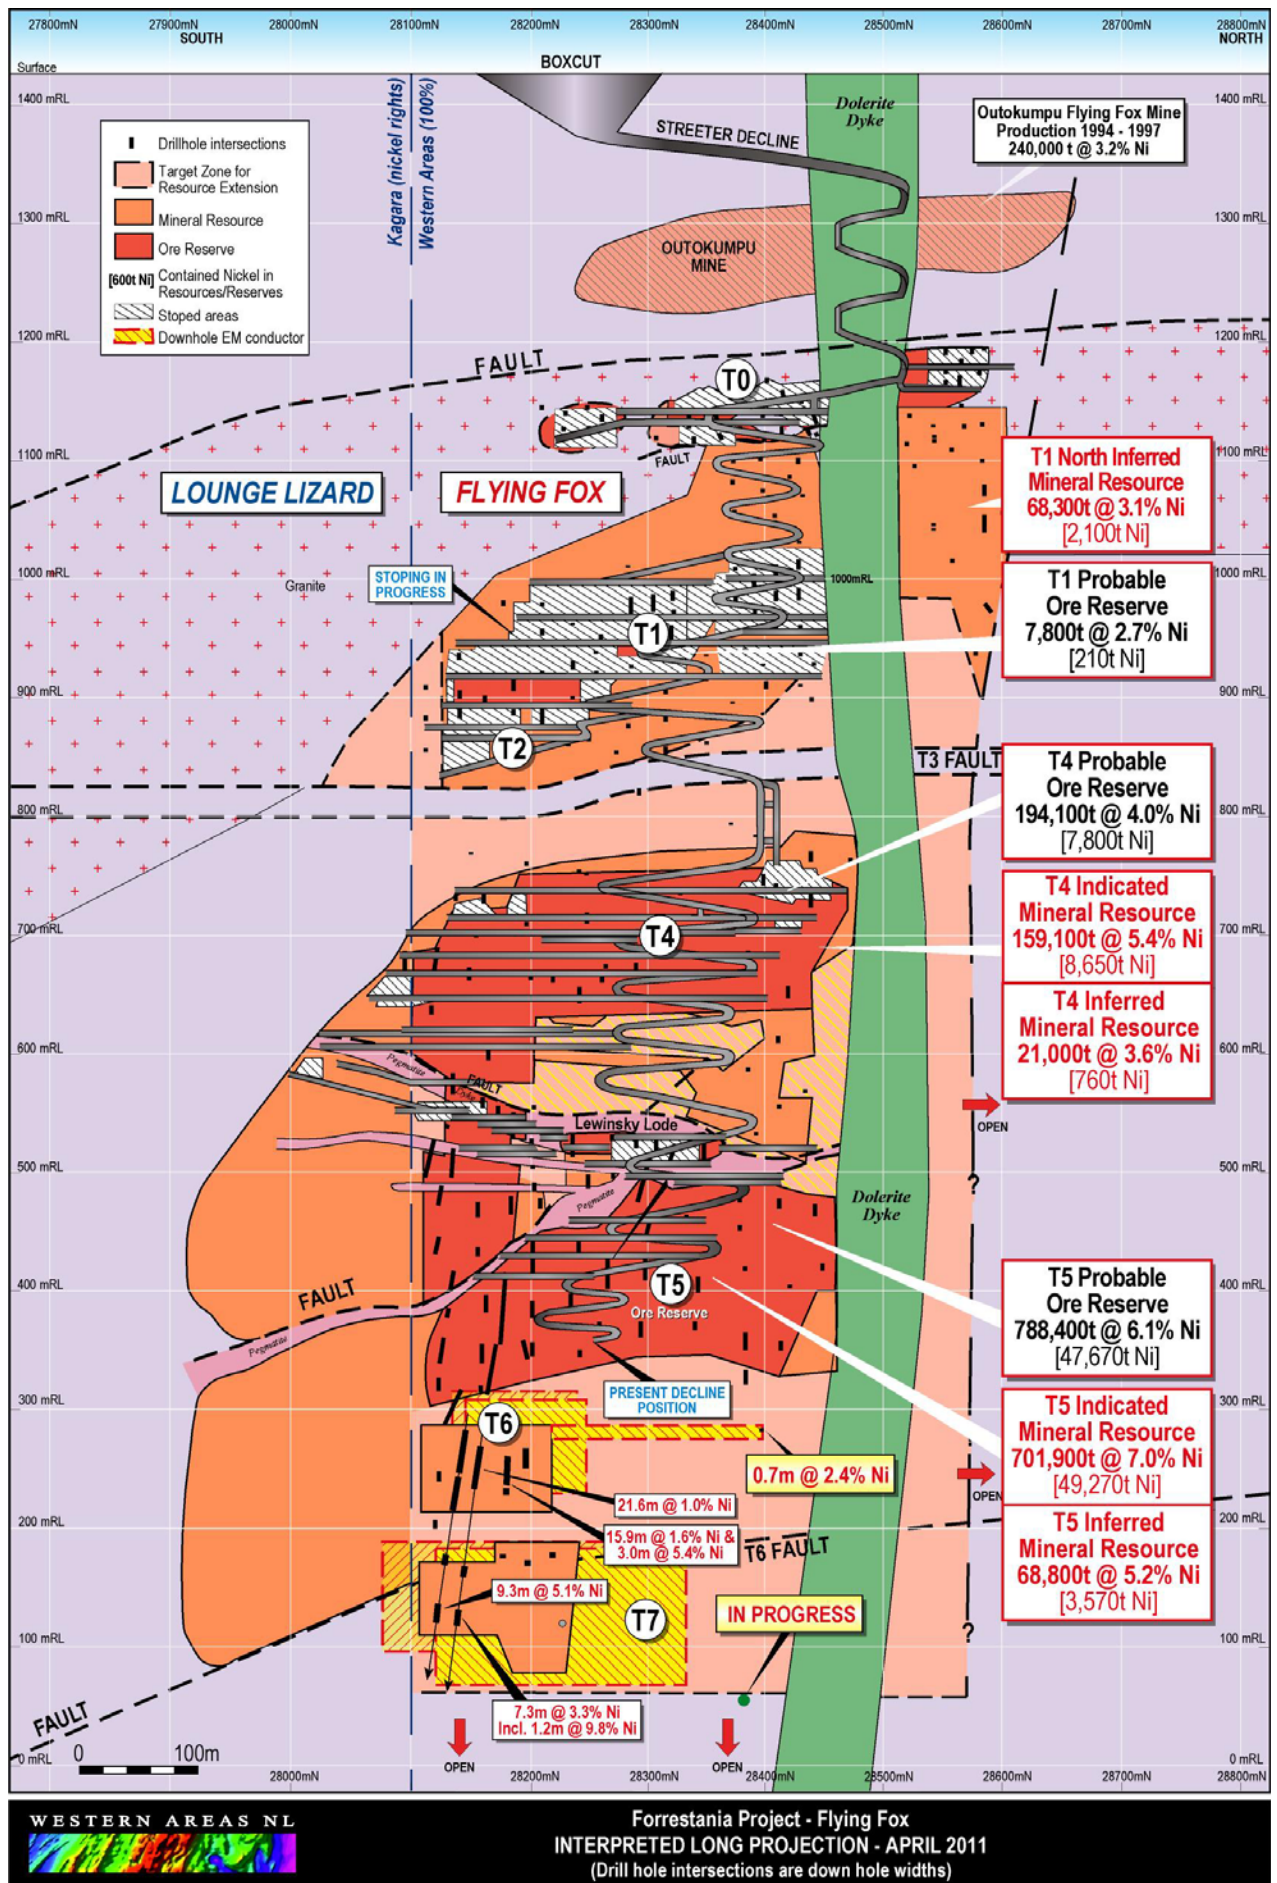 27800mN 27900mN 28000mN 28100mN 28200mN 28300mN 28400mN 28500mN 28600mN 28700mN 28800mN
SOUTH
NORTH
BOXCUT
Surface
1400 mRL
1400 mRL
Kagara (nickel rights)
Western Areas (100%)
Drillhole intersections
Target Zone for
Resource Extension
Mineral Resource
Ore Reserve
[600t Ni] Contained Nickel in
Resources/Reserves
Stoped areas
Downhole EM conductor
STREETER DECLINE
Dolerite
Dyke
Outokumpu Flying Fox Mine
Production 1994 - 1997
240,000 t @ 3.2% Ni
1300 mRL
1300 mRL
OUTOKUMPU
MINE
1200 mRL
1200 mRL
FAULT
T0
FAULT
1100 mRL
1100 mRL
LOUNGE LIZARD
FLYING FOX
T1 North Inferred
Mineral Resource
68,300t @ 3.1% Ni
[2,100t Ni]
1000 mRL
1000 mRL
Granite
STOPING IN
PROGRESS
1000mRL
T1
T1 Probable
Ore Reserve
7,800t @ 2.7% Ni
[210t Ni]
900 mRL
900 mRL
T2
T3 FAULT
800 mRL
800 mRL
T4 Probable
Ore Reserve
194,100t @ 4.0% Ni
[7,800t Ni]
T4
700 mRL
700 mRL
T4 Indicated
Mineral Resource
159,100t @ 5.4% Ni
[8,650t Ni]
T4 Inferred
Mineral Resource
21,000t @ 3.6% Ni
[760t Ni]
600 mRL
600 mRL
Pegmatite
Dyke
FAULT
Lewinsky Lode
OPEN
500 mRL
500 mRL
?
Pegmatite
Dolerite
Dyke
T5
Ore Reserve
400 mRL
400 mRL
FAULT
Pegmatite
T5 Probable
Ore Reserve
788,400t @ 6.1% Ni
[47,670t Ni]
PRESENT DECLINE
POSITION
300 mRL
300 mRL
T6
T5 Indicated
Mineral Resource
701,900t @ 7.0% Ni
[49,270t Ni]
0.7m @ 2.4% Ni
OPEN
21.6m @ 1.0% Ni
200 mRL
200 mRL
15.9m @ 1.6% Ni &
3.0m @ 5.4% Ni
T6 FAULT
T5 Inferred
Mineral Resource
68,800t @ 5.2% Ni
[3,570t Ni]
9.3m @ 5.1% Ni
T7
IN PROGRESS
?
100 mRL
100 mRL
7.3m @ 3.3% Ni
Incl. 1.2m @ 9.8% Ni
FAULT
0 100m
OPEN
OPEN
0 mRL
0 mRL
28000mN 28100mN 28200mN 28300mN 28400mN 28500mN 28600mN 28700mN 28800mN
WESTERN AREAS NL
Forrestania Project - Flying Fox
INTERPRETED LONG PROJECTION - APRIL 2011
(Drill hole intersections are down hole widths)